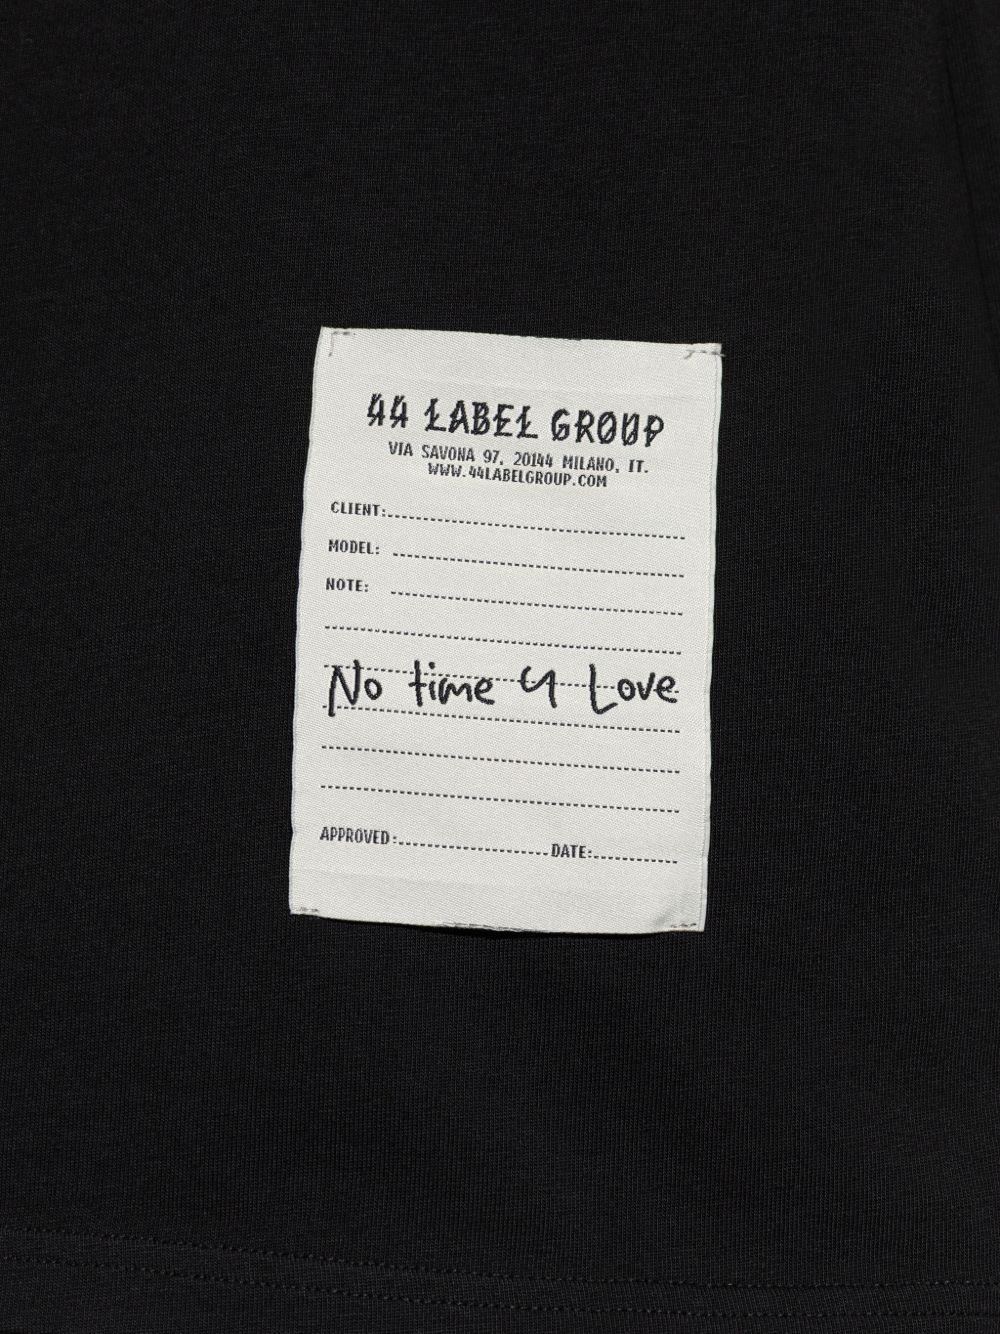 44 LABEL GROUP
VIA SAVONA 97, 20144 MILANO, IT.
WWW.44LABELGROUP.COM
CLIENT:
MODEL:
NOTE:
No time 4 Love
APPROVED: DATE: